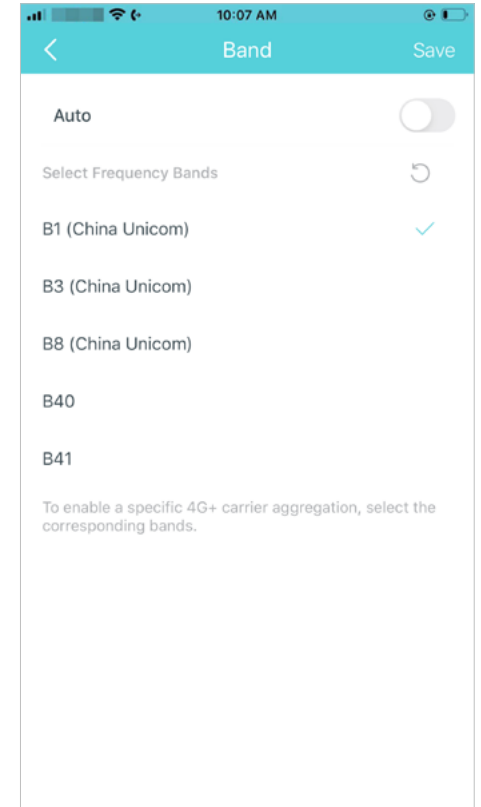 10:07 AM
Band
Save
Auto
Select Frequency Bands
B1 (China Unicom)
B3 (China Unicom)
B8 (China Unicom)
B40
B41
To enable a specific 4G+ carrier aggregation, select the
corresponding bands.